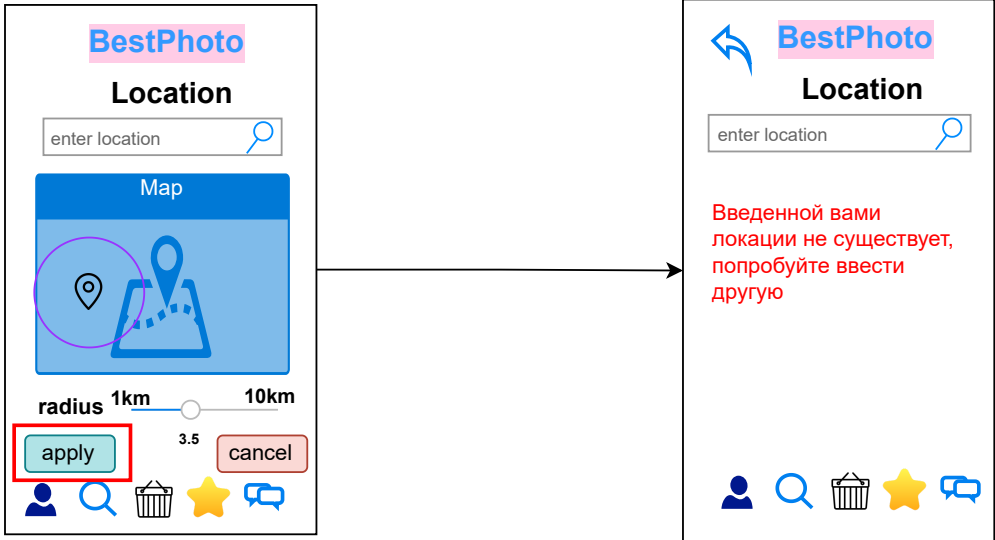 BestPhoto
Location
enter location
Map
radius
1km
10km
3.5
apply
cancel
BestPhoto
Location
enter location
Введенной вами
локации не существует,
попробуйте ввести
другую